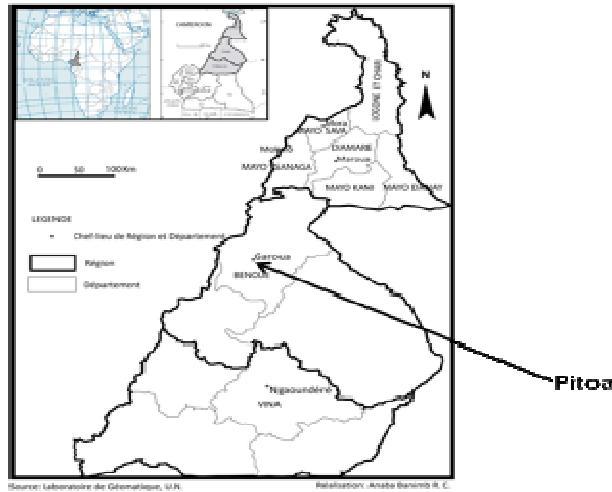 CAMEROON
N
LOGONE ET CHARI
Mora
MAYO SAVA
Mokolo
DIAMARE
Maroua
MAYO TSANAGA
MAYO KANI
MAYO DANAY
0 50 100Km
LEGENDE
Chef-lieu de Région et Département
Région
Département
Garoua
BENOUE
Pitoa
Ngaoundéré
VINA
Source: Laboratoire de Géomatique, U.N.
Réalisation: Anaba Banimb R. C.